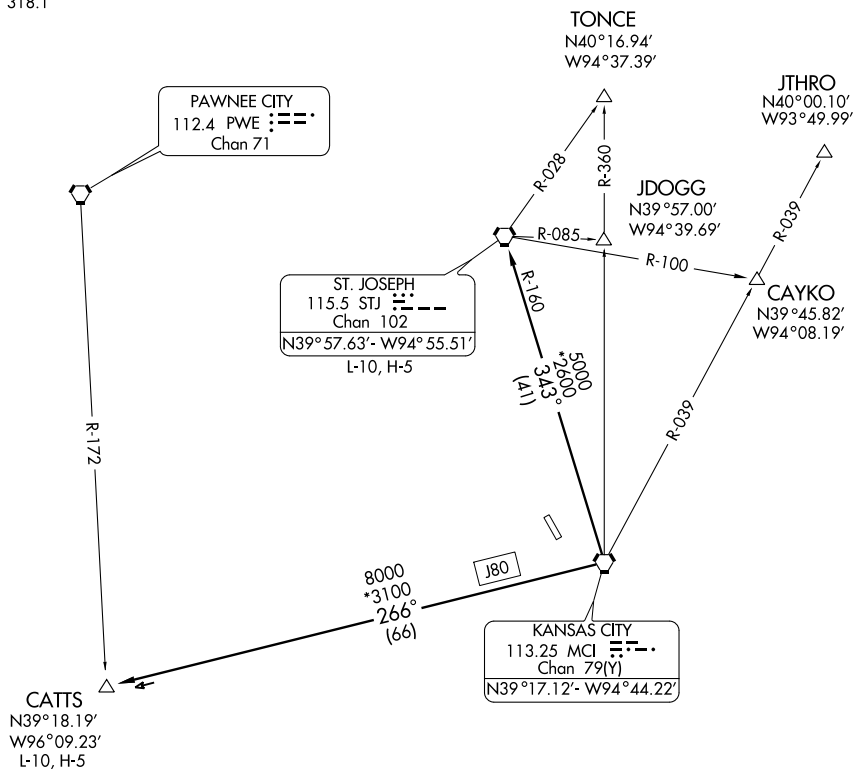 318.1
TONCE
N40°16.94'
W94°37.39'
JTHRO
N40°00.10'
W93°49.99'
PAWNEE CITY
112.4 PWE
Chan 71
R-028
R-360
JDOGG
N39°57.00'
W94°39.69'
R-039
R-085
R-100
CAYKO
N39°45.82'
W94°08.19'
ST. JOSEPH
115.5 STJ
Chan 102
N39°57.63'- W94°55.51'
L-10, H-5
R-160
5000
*2600
343°
(41)
R-172
R-039
J80
8000
*3100
266°
(66)
KANSAS CITY
113.25 MCI
Chan 79(Y)
N39°17.12'- W94°44.22'
CATTS
N39°18.19'
W96°09.23'
L-10, H-5